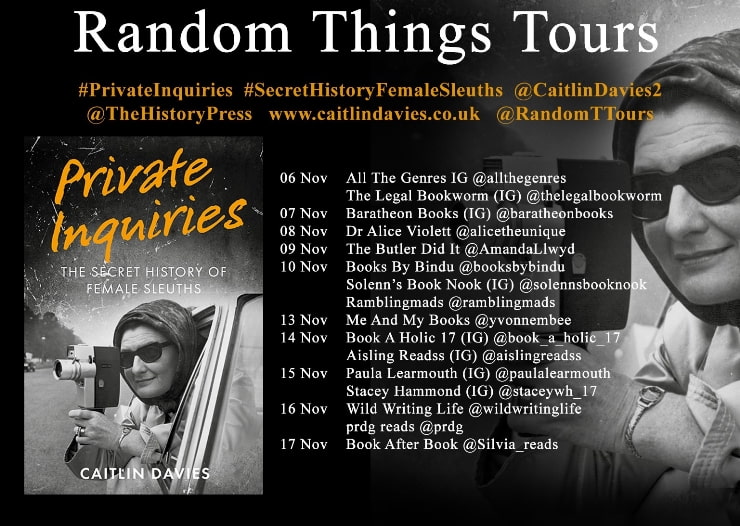 Random Things Tours
#PrivateInquiries #SecretHistoryFemaleSleuths @CaitlinDavies2
@TheHistoryPress www.caitlindavies.co.uk @RandomTTours
Private
Inquiries
THE SECRET HISTORY OF
FEMALE SLEUTHS
CAITLIN DAVIES
06 Nov All The Genres IG @allthegenres
The Legal Bookworm (IG) @thelegalbookworm
07 Nov Baratheon Books (IG) @baratheonbooks
08 Nov Dr Alice Violett @alicetheunique
09 Nov The Butler Did It @AmandaLlwyd
10 Nov Books By Bindu @booksbybindu
Solenn's Book Nook (IG) @solennsbooknook
Ramblingmads @ramblingmads
13 Nov Me And My Books @yvonnembee
14 Nov Book A Holic 17 (IG) @book_a_holic_17
Aisling Readss (IG) @aislingreadss
15 Nov Paula Learmouth (IG) @paulalearmouth
Stacey Hammond (IG) @staceywh_17
16 Nov Wild Writing Life @wildwritinglife
prdg reads @prdg
17 Nov Book After Book @Silvia_reads